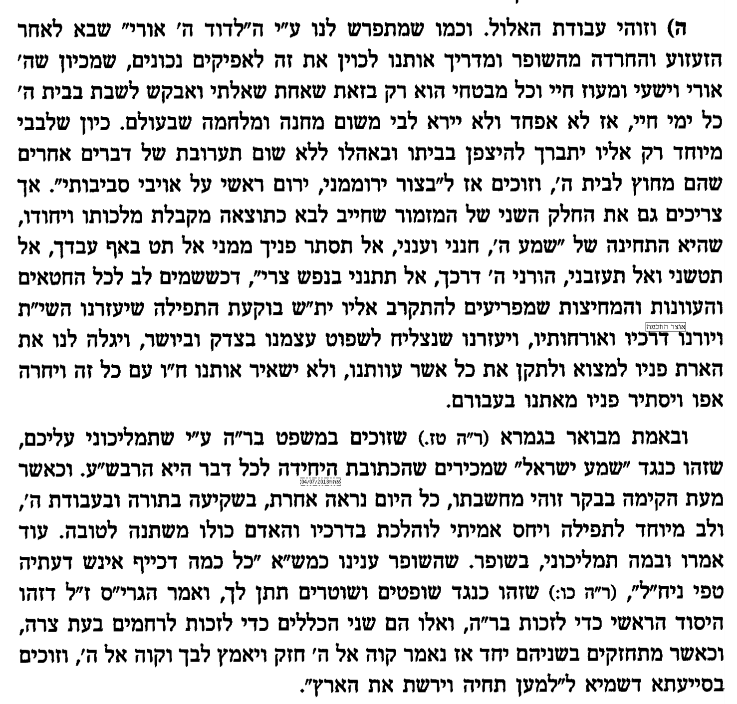 ה) וזוהי עבודת האלול. וכמו שמתפרש לנו ע״י ה״לדוד ה׳ אורי״ שבא לאחר
הזעזוע והחרדה מהשופר ומדריך אותנו לכוין את זה לאפיקים נכונים, שמכיון שה׳
אורי וישעי ומעוז חיי וכל מבטחי הוא רק בזאת שאחת שאלתי ואבקש לשבת בבית ה׳
כל ימי חיי, אז לא אפחד ולא יירא לבי משום מחנה ומלחמה שבעולם. כיון שלבבי
מיוחד רק אליו יתברך להיצפן בביתו ובאהלו ללא שום תערובת של דברים אחרים
שהם מחוץ לבית ה׳, וזוכים אז ל״בצור ירוממני, ירום ראשי על אויבי סביבותי״. אך
צריכים גם את החלק השני של המזמור שחייב לבא כתוצאה מקבלת מלכותו ויחודו,
שהיא התחינה של ״שמע ה׳, חנני וענני, אל תסתר פניך ממני אל תט באף עבדך, אל
תטשני ואל תעזבני, הורני ה׳ דרכך, אל תתנני בנפש צרי״, דכששמים לב לכל החטאים
והעוונות והמחיצות שמפריעים להתקרב אליו ית״ש בוקעת התפילה שיעזרנו השי״ת
ויורנו דרכיו ואורחותיו, ויעזרנו שנצליח לשפוט עצמנו בצדק וביושר, ויגלה לנו את
אוצר החכמה
הארת פניו למצוא ולתקן את כל אשר עוותנו, ולא ישאיר אותנו ח״ו עם כל זה ויחרה
אפו ויסתיר פניו מאתנו בעבורם.
ובאמת מבואר בגמרא (ר״ה טז.) שזוכים במשפט בר״ה ע״י שתמליכוני עליכם,
שזהו כנגד ״שמע ישראל״ שמכירים שהכתובת היחידה לכל דבר היא הרבש״ע. וכאשר
מעת הקימה בבקר זוהי מחשבתו, כל היום נראה אחרת, בשקיעה בתורה ובעבודת ה׳,
ולב מיוחד לתפילה ויחס אמיתי לוהלכת בדרכיו והאדם כולו משתנה לטובה. עוד
אמרו ובמה תמליכוני, בשופר. שהשופר ענינו כמש״א ״כל כמה דכייף אינש דעתיה
טפי ניח״ל״, (ר״ה כו:) שזהו כנגד שופטים ושוטרים תתן לך, ואמר הגרי״ס ז״ל דזהו
היסוד הראשי כדי לזכות בר״ה, ואלו הם שני הכללים כדי לזכות לרחמים בעת צרה,
וכאשר מתחזקים בשניהם יחד אז נאמר קוה אל ה׳ חזק ויאמץ לבך וקוה אל ה׳, וזוכים
בסייעתא דשמיא ל״למען תחיה וירשת את הארץ״.